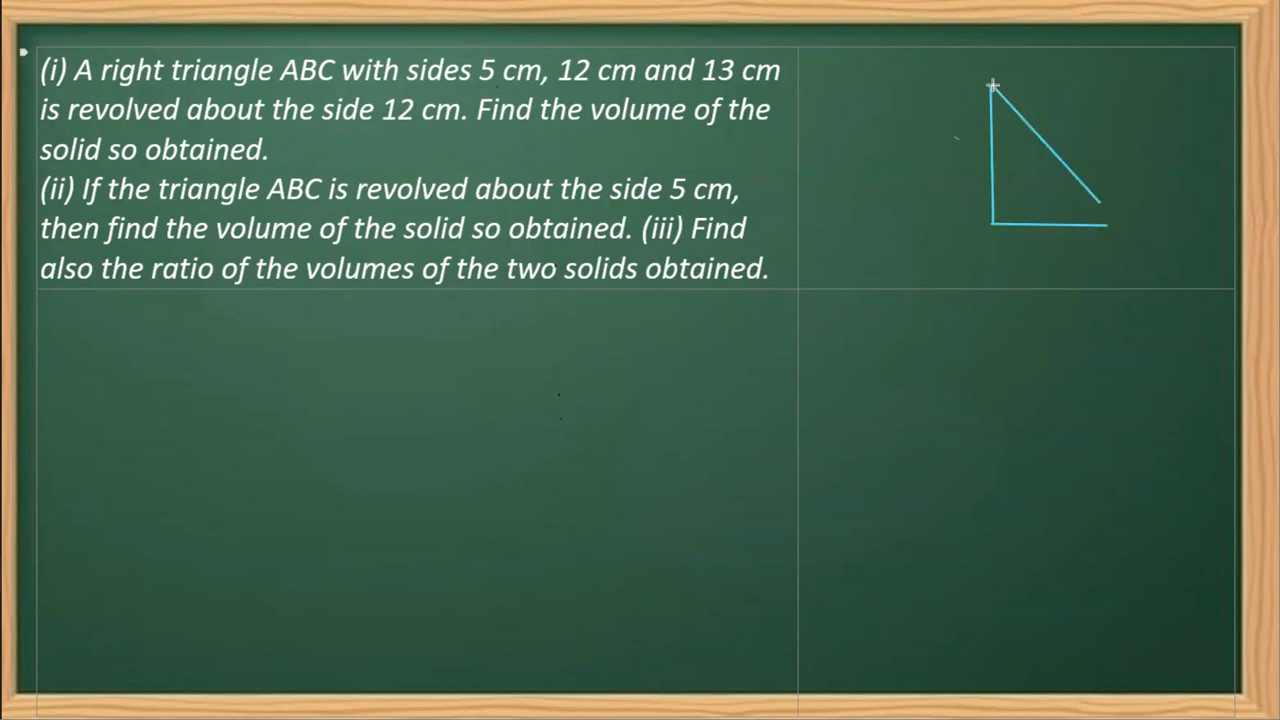 (i) A right triangle ABC with sides 5 cm, 12 cm and 13 cm
is revolved about the side 12 cm. Find the volume of the
solid so obtained.
(ii) If the triangle ABC is revolved about the side 5 cm,
then find the volume of the solid so obtained. (iii) Find
also the ratio of the volumes of the two solids obtained.